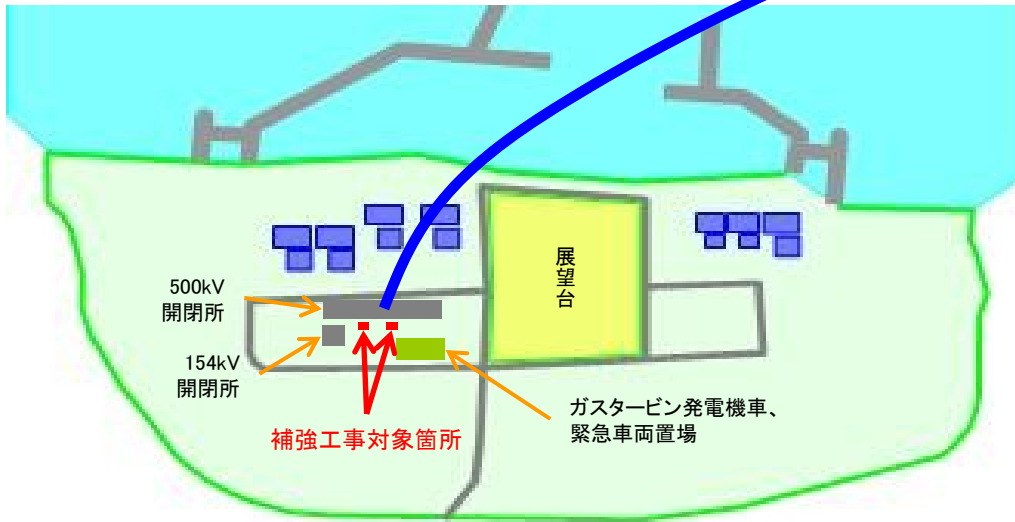 展望台
500kV
開閉所
154kV
開閉所
補強工事対象箇所
ガスタービン発電機車、
緊急車両置場